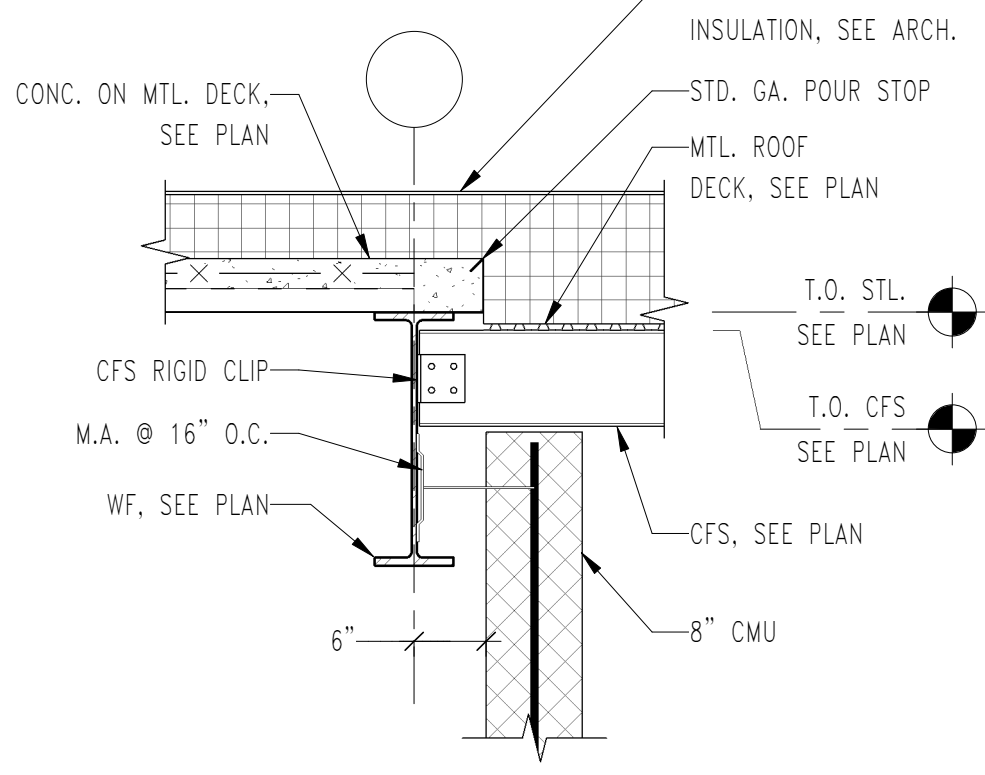 INSULATION, SEE ARCH.
CONC. ON MTL. DECK,
SEE PLAN
STD. GA. POUR STOP
MTL. ROOF
DECK, SEE PLAN
T.O. STL.
SEE PLAN
CFS RIGID CLIP
T.O. CFS
SEE PLAN
M.A. @ 16” O.C.
WF, SEE PLAN
CFS, SEE PLAN
6”
8” CMU